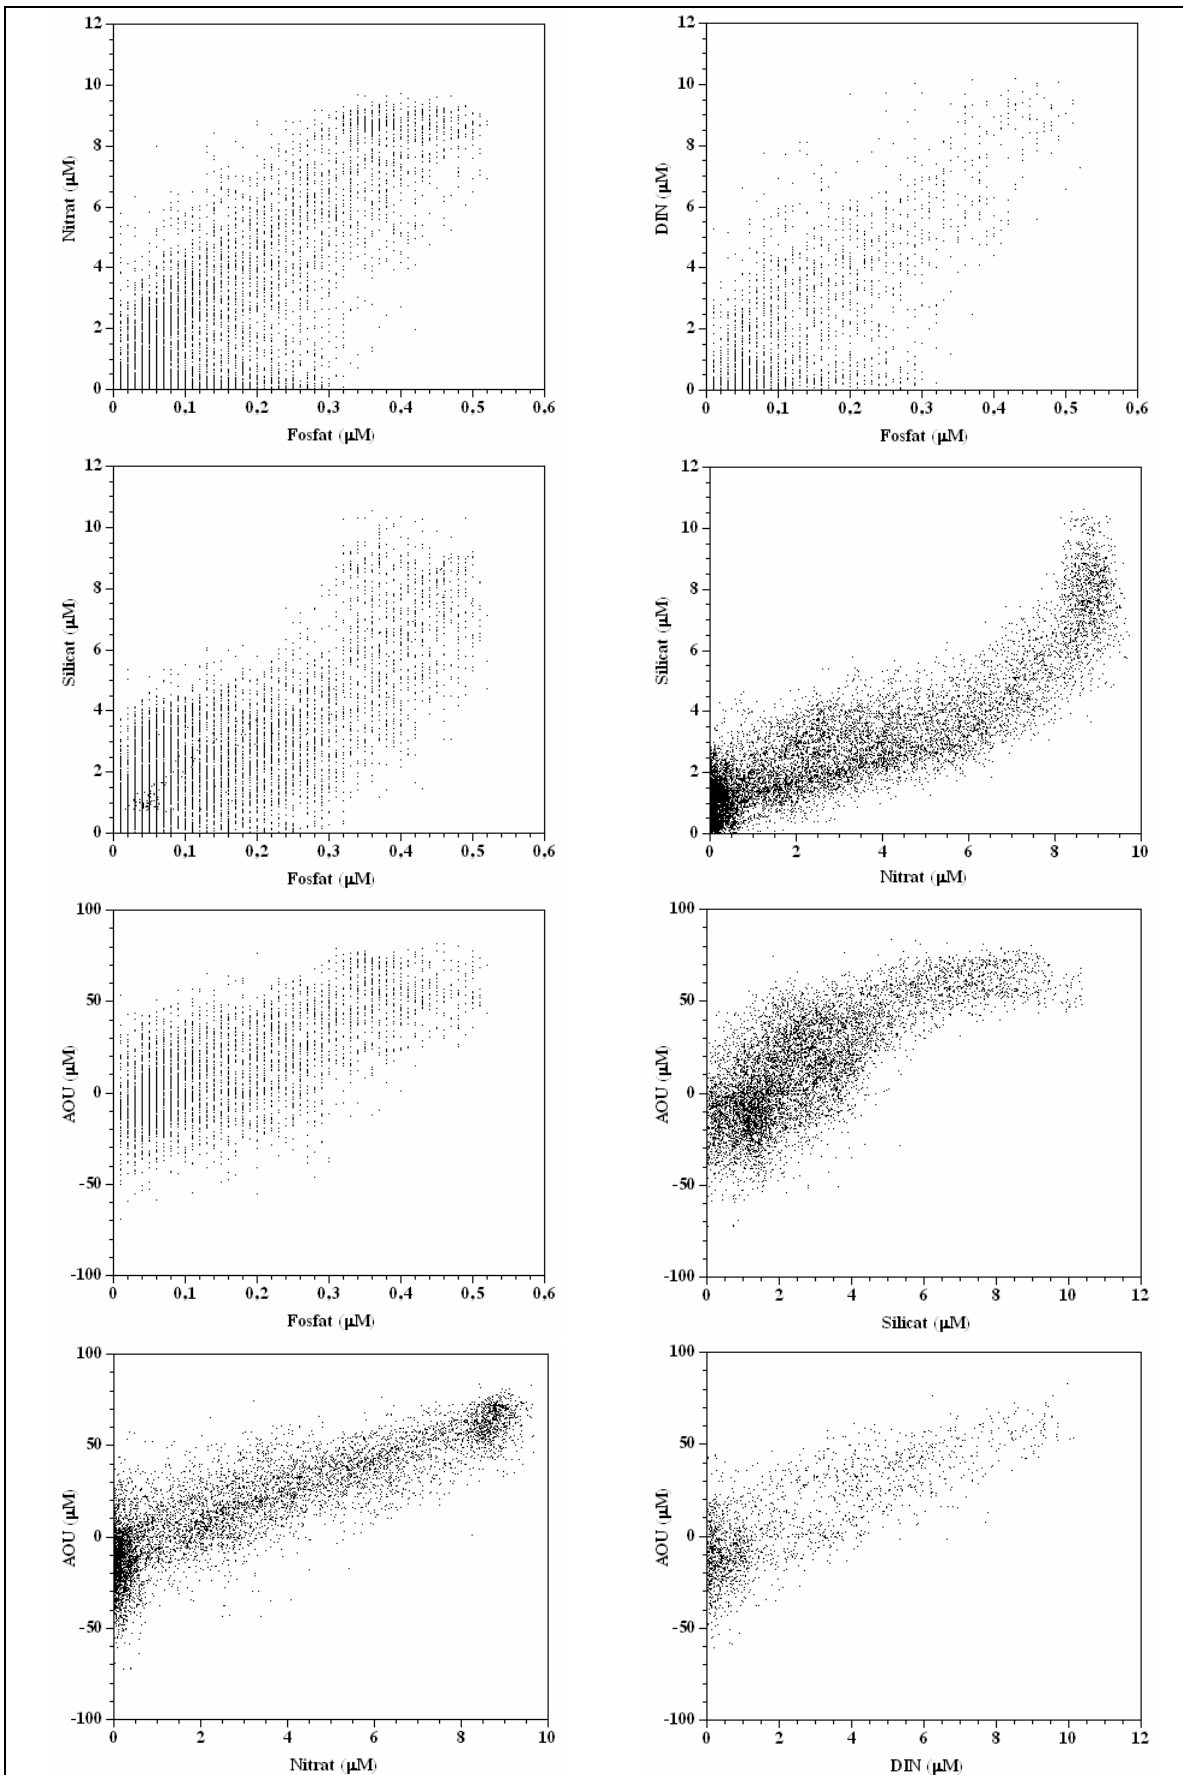 12
10
8
6
4
2
0
Nitrat (µM)
0 0,1 0,2 0,3 0,4 0,5 0,6
Fosfat (µM)
12
10
8
6
4
2
0
DIN (µM)
0 0,1 0,2 0,3 0,4 0,5 0,6
Fosfat (µM)
12
10
8
6
4
2
0
Silicat (µM)
0 0,1 0,2 0,3 0,4 0,5 0,6
Fosfat (µM)
12
10
8
6
4
2
0
Silicat (µM)
0 2 4 6 8 10
Nitrat (µM)
100
50
0
-50
-100
AOU (µM)
0 0,1 0,2 0,3 0,4 0,5 0,6
Fosfat (µM)
100
50
0
-50
-100
AOU (µM)
0 2 4 6 8 10 12
Silicat (µM)
100
50
0
-50
-100
AOU (µM)
0 2 4 6 8 10
Nitrat (µM)
100
50
0
-50
-100
AOU (µM)
0 2 4 6 8 10 12
DIN (µM)